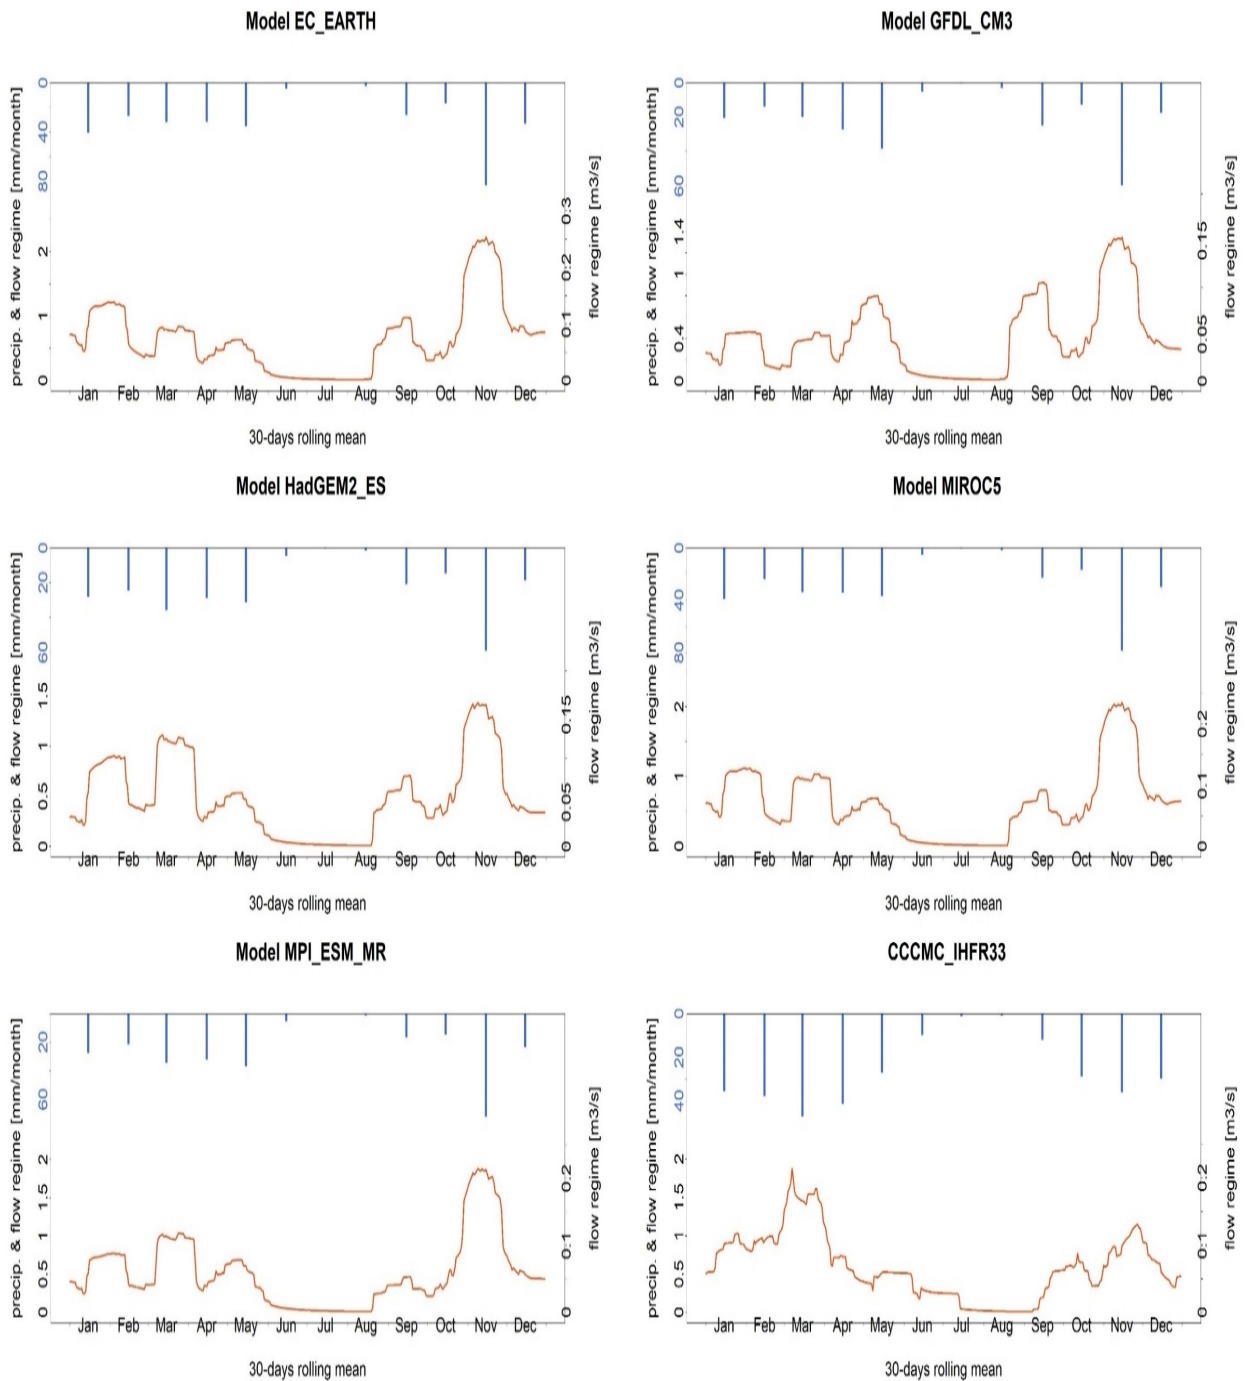 Model EC_EARTH
precip. & flow regime [mm/month]
0
40
80
0
1
2
0
0:1
0:2
0:3
flow regime [m3/s]
Jan Feb Mar Apr May Jun Jul Aug Sep Oct Nov Dec
30-days rolling mean
Model GFDL_CM3
precip. & flow regime [mm/month]
0
20
60
0
0.4
1
1.4
0
0.05
0.15
flow regime [m3/s]
Jan Feb Mar Apr May Jun Jul Aug Sep Oct Nov Dec
30-days rolling mean
Model HadGEM2_ES
precip. & flow regime [mm/month]
0
20
60
0
0.5
1
1.5
0
0.05
0.15
flow regime [m3/s]
Jan Feb Mar Apr May Jun Jul Aug Sep Oct Nov Dec
30-days rolling mean
Model MIROC5
precip. & flow regime [mm/month]
0
40
80
0
1
2
0
0:1
0:2
flow regime [m3/s]
Jan Feb Mar Apr May Jun Jul Aug Sep Oct Nov Dec
30-days rolling mean
Model MPI_ESM_MR
precip. & flow regime [mm/month]
20
60
0
0.5
1
1.5
2
0
0:1
0:2
flow regime [m3/s]
Jan Feb Mar Apr May Jun Jul Aug Sep Oct Nov Dec
30-days rolling mean
CCCMC_IHFR33
precip. & flow regime [mm/month]
0
20
40
0
0.5
1
1.5
2
0
0:1
0:2
flow regime [m3/s]
Jan Feb Mar Apr May Jun Jul Aug Sep Oct Nov Dec
30-days rolling mean